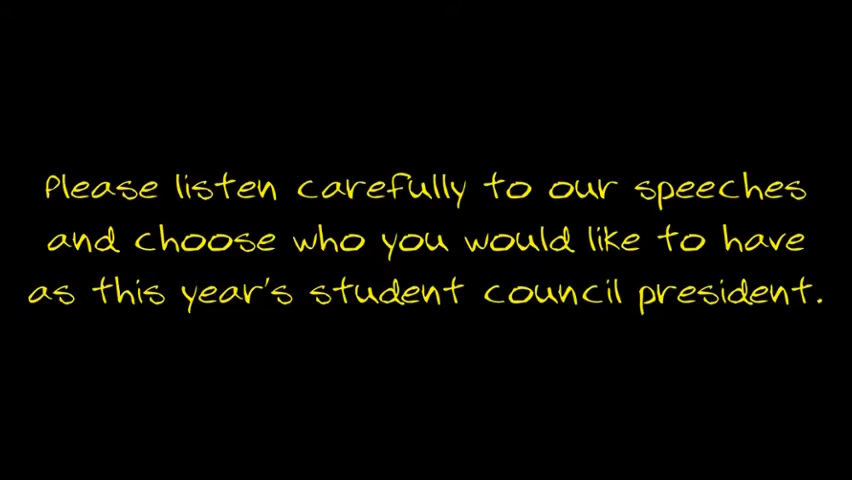 Please listen carefully to our speeches
and choose who you would like to have
as this year's student council president.